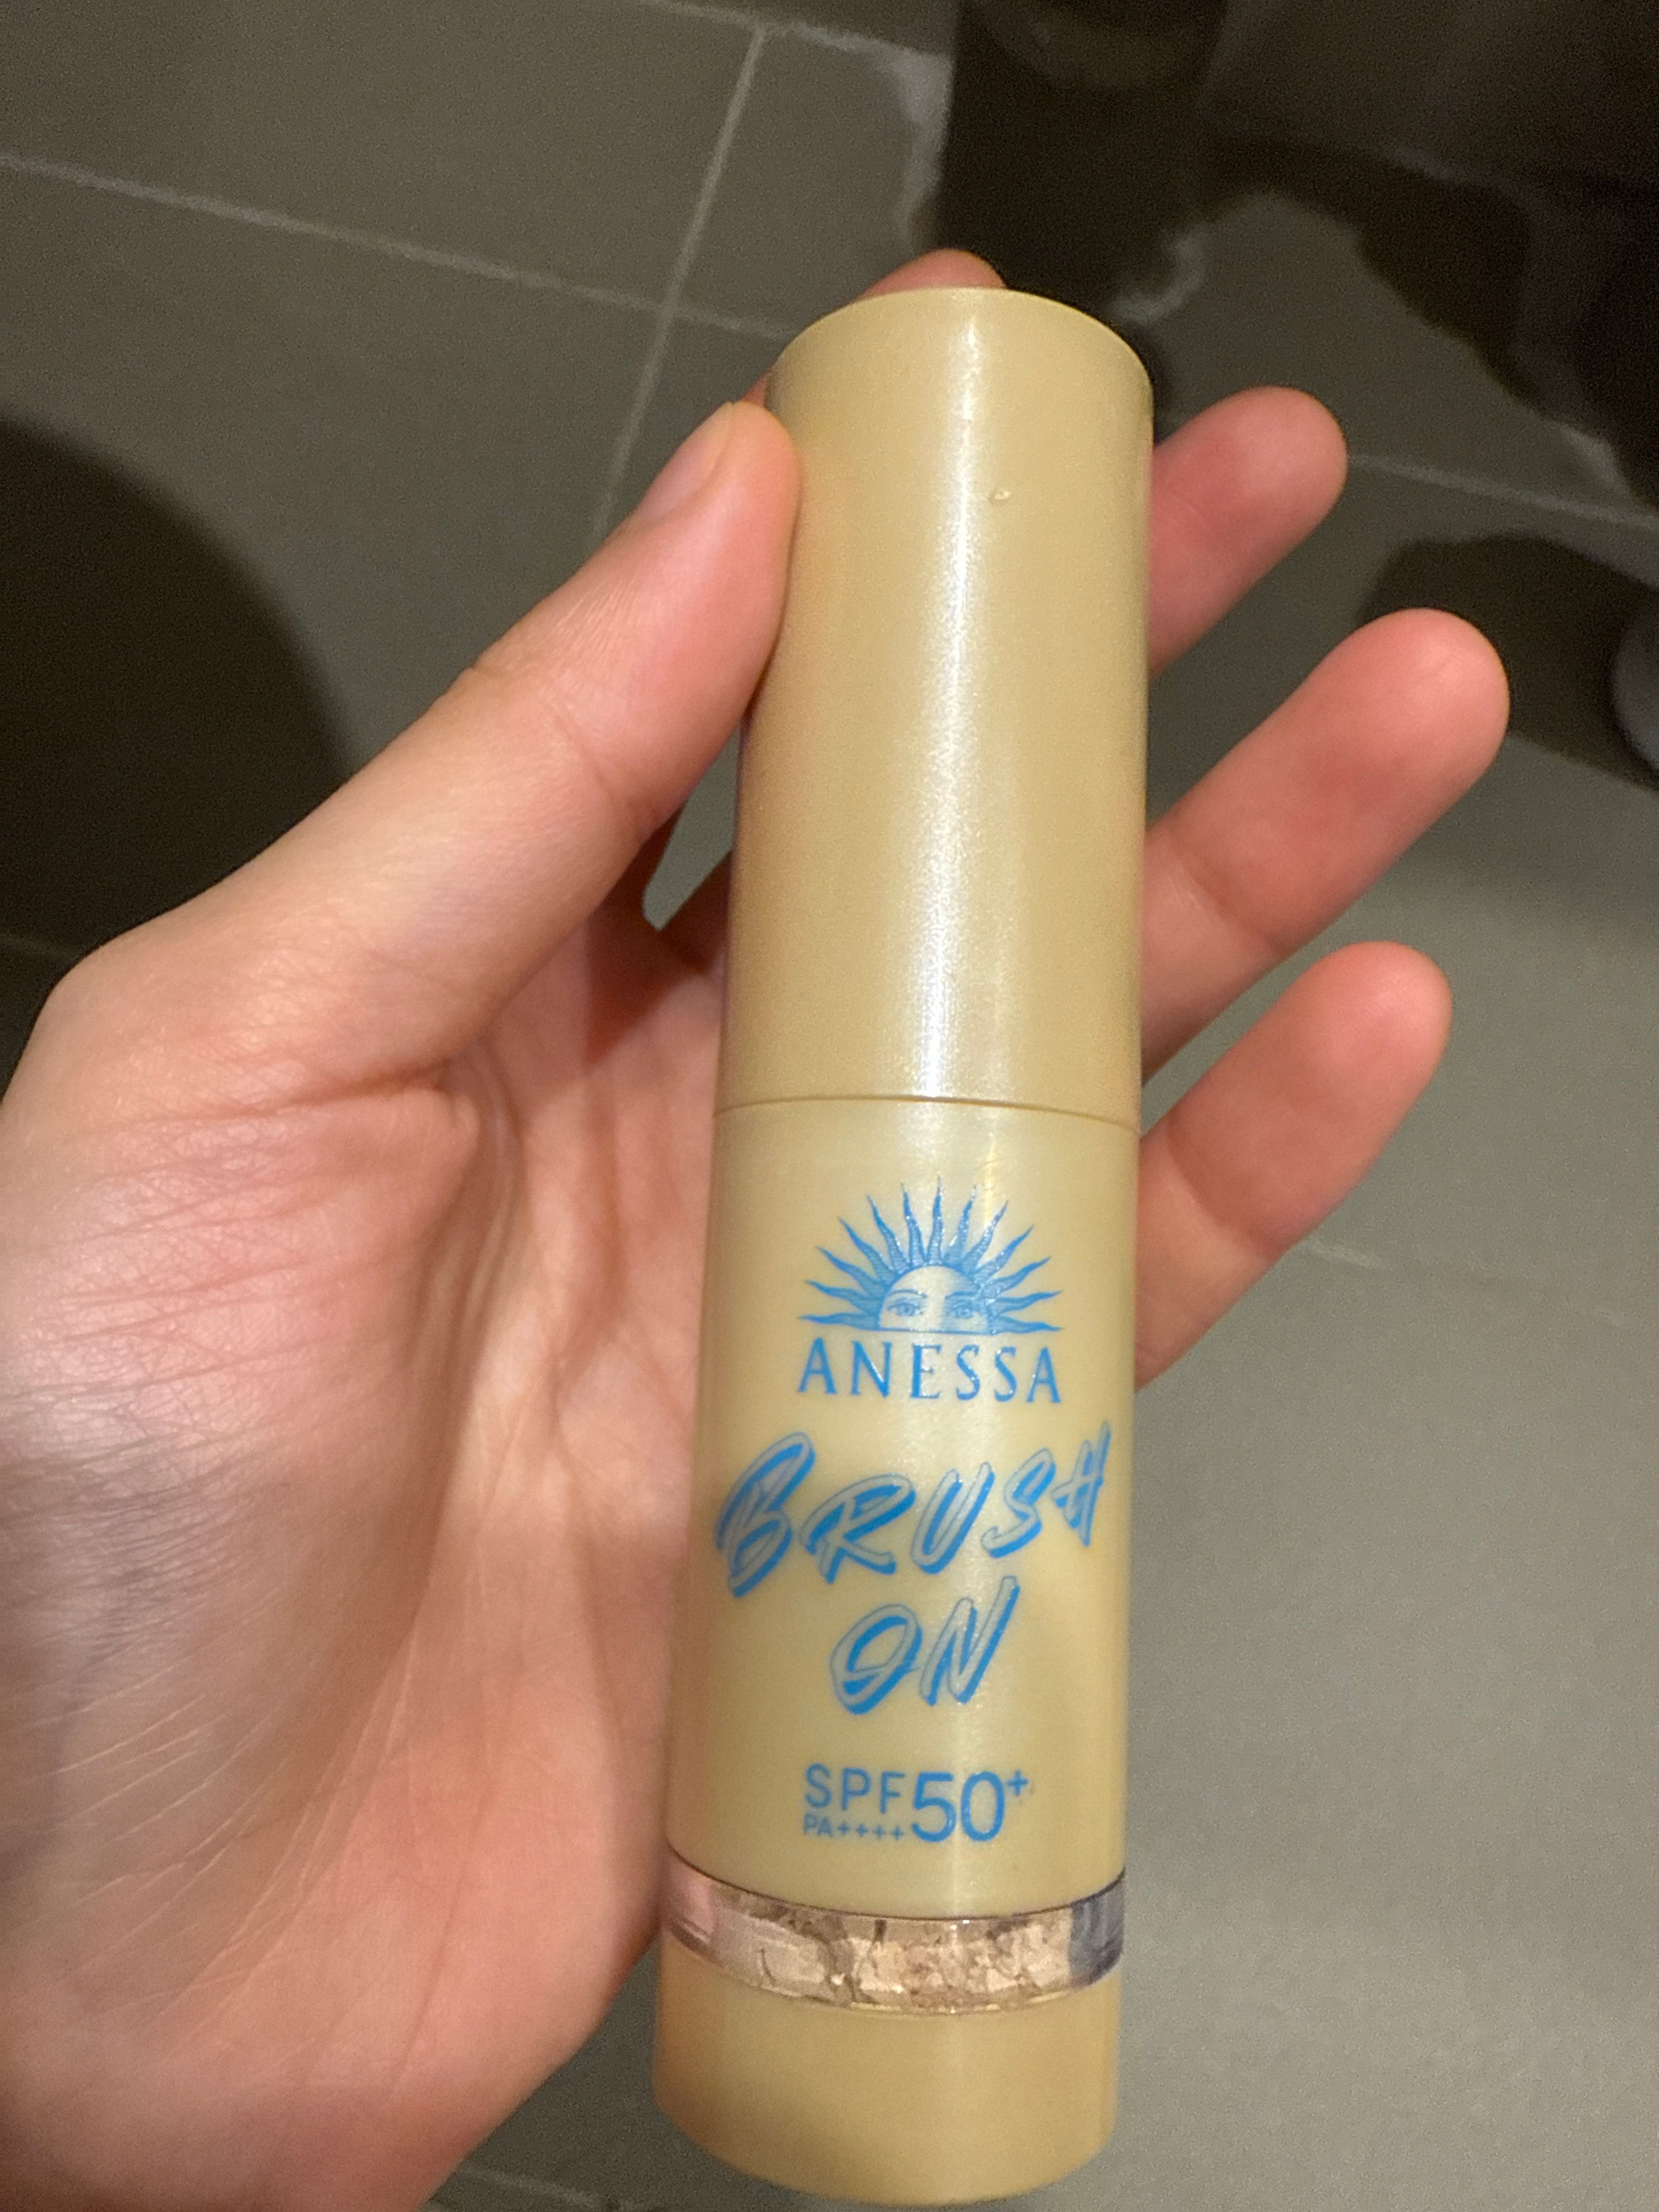 ANESSA
BRUSH
ON
SPF50+
PA++++